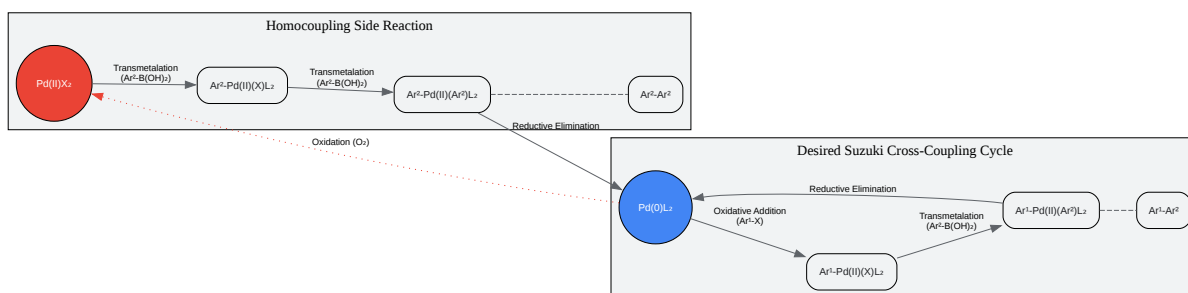 Homocoupling Side Reaction
Pd(II)X₂
Transmetalation
(Ar²-B(OH)₂)
Ar²-Pd(II)(X)L₂
Transmetalation
(Ar²-B(OH)₂)
Ar²-Pd(II)(Ar²)L₂
Ar²-Ar²
Reductive Elimination
Oxidation (O₂)
Desired Suzuki Cross-Coupling Cycle
Pd(0)L₂
Reductive Elimination
Oxidative Addition
(Ar¹-X)
Ar¹-Pd(II)(X)L₂
Transmetalation
(Ar²-B(OH)₂)
Ar¹-Pd(II)(Ar²)L₂
Ar¹-Ar²